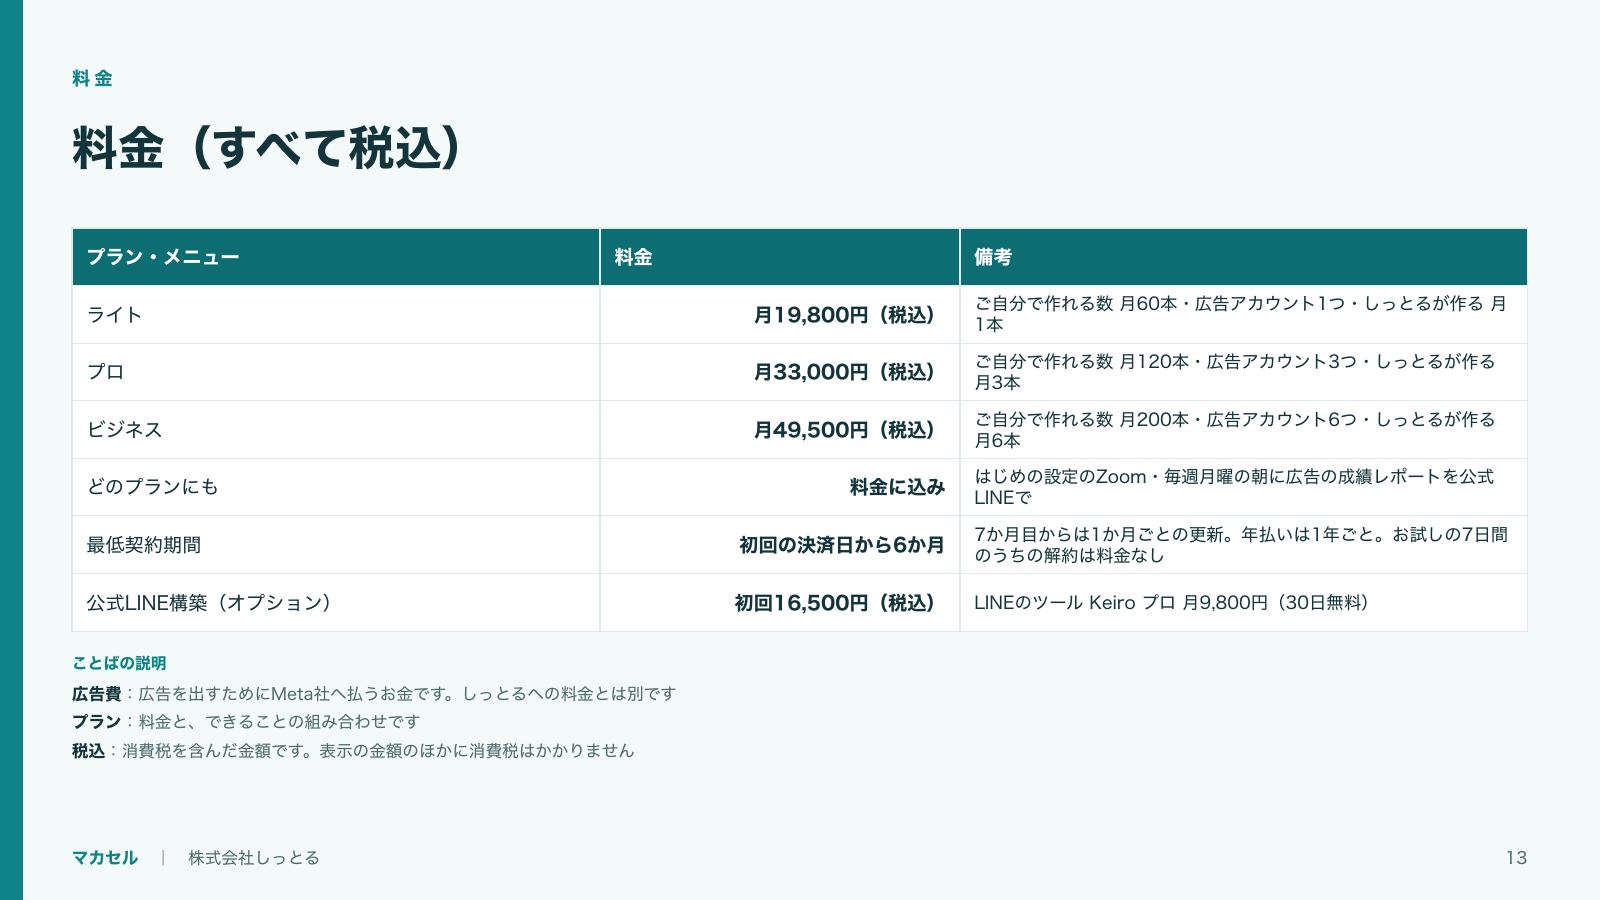 料金
料金（すべて税込）
プラン・メニュー 料金 備考
ライト 月19,800円（税込） ご自分で作れる数 月60本・広告アカウント1つ・しっとるが作る 月
1本
プロ 月33,000円（税込） ご自分で作れる数 月120本・広告アカウント3つ・しっとるが作る
月3本
ビジネス 月49,500円（税込） ご自分で作れる数 月200本・広告アカウント6つ・しっとるが作る
月6本
どのプランにも 料金に込み はじめの設定のZoom・毎週月曜の朝に広告の成績レポートを公式
LINEで
最低契約期間 初回の決済日から6か月 7か月目からは1か月ごとの更新。年払いは1年ごと。お試しの7日間
のうちの解約は料金なし
公式LINE構築（オプション） 初回16,500円（税込） LINEのツール Keiro プロ 月9,800円（30日無料）
ことばの説明
広告費：広告を出すためにMeta社へ払うお金です。しっとるへの料金とは別です
プラン：料金と、できることの組み合わせです
税込：消費税を含んだ金額です。表示の金額のほかに消費税はかかりません
マカセル ｜ 株式会社しっとる 13